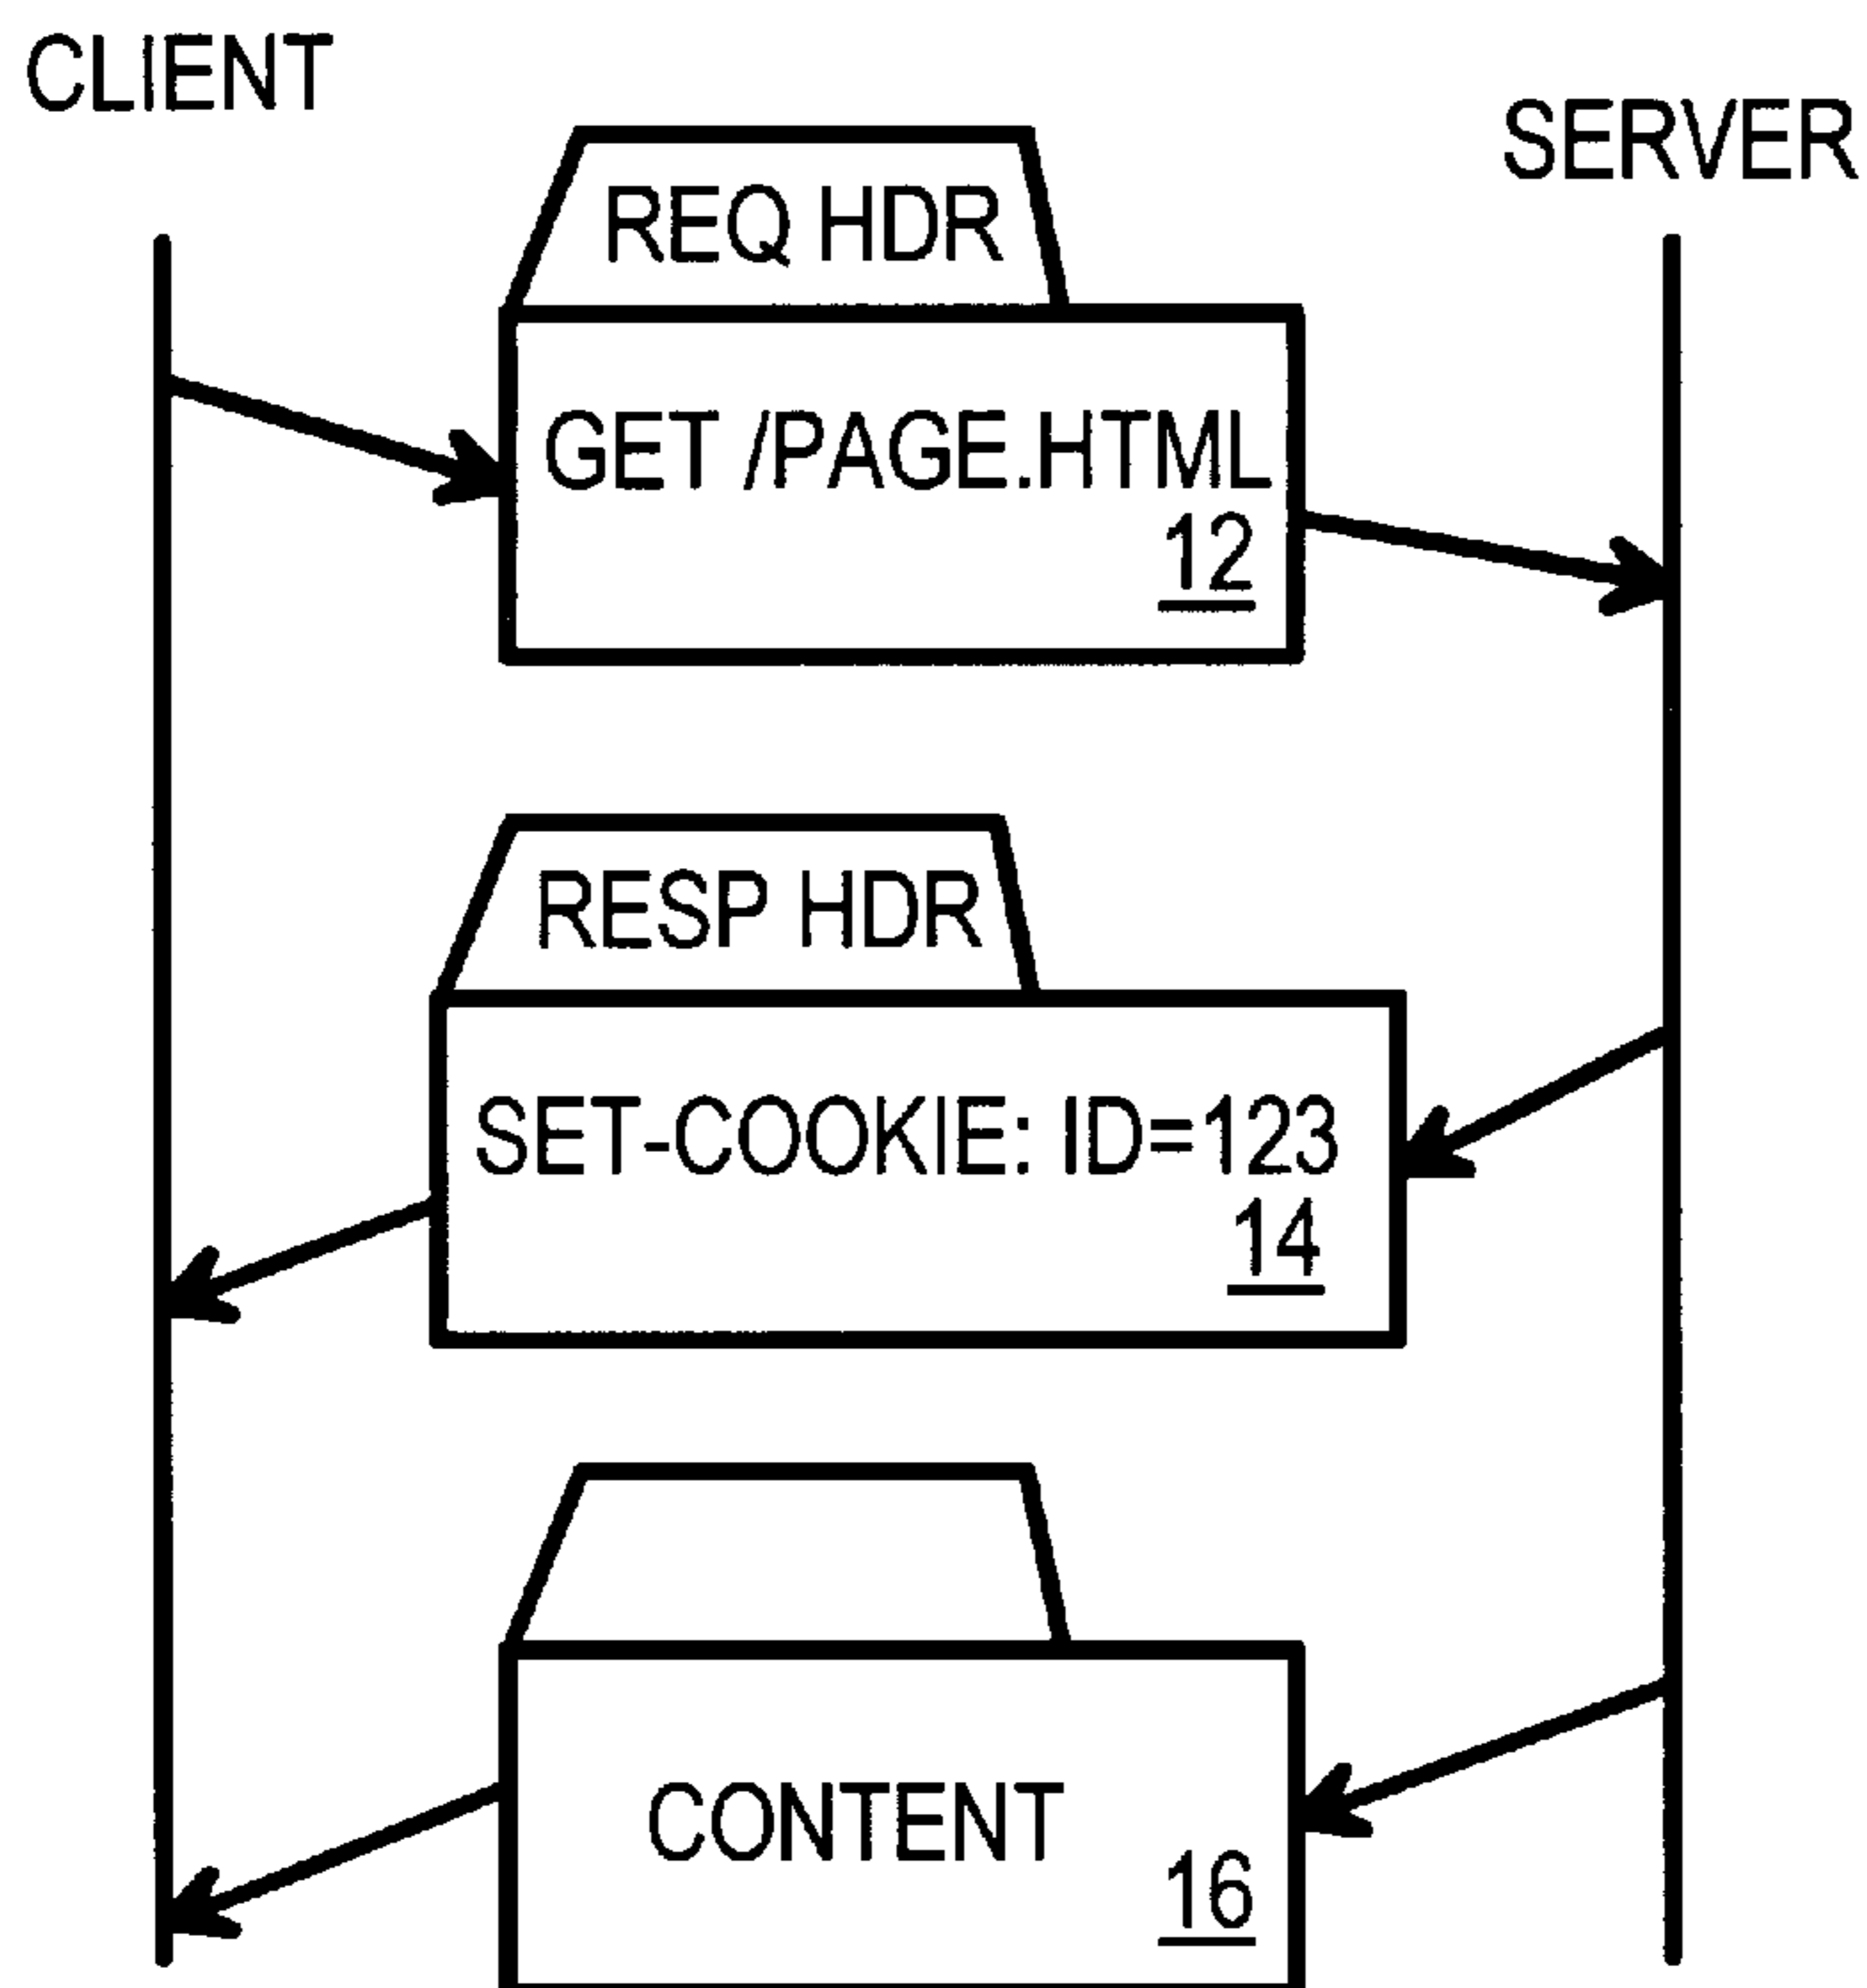 CLIENT
SERVER
REQ HDR
GET /PAGE.HTML
12
RESP HDR
SET-COOKIE: ID=123
14
CONTENT
16